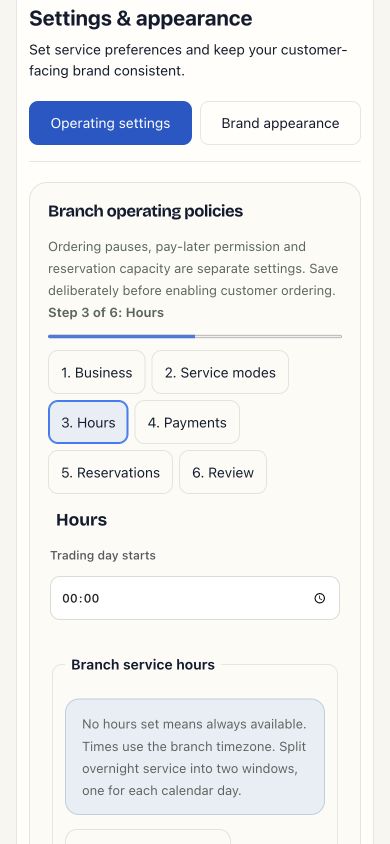 Settings & appearance
Set service preferences and keep your customer-
facing brand consistent.
Operating settings
Brand appearance
Branch operating policies
Ordering pauses, pay-later permission and
reservation capacity are separate settings. Save
deliberately before enabling customer ordering.
Step 3 of 6: Hours
1. Business
2. Service modes
3. Hours
4. Payments
5. Reservations
6. Review
Hours
Trading day starts
00:00
Branch service hours
No hours set means always available.
Times use the branch timezone. Split
overnight service into two windows,
one for each calendar day.